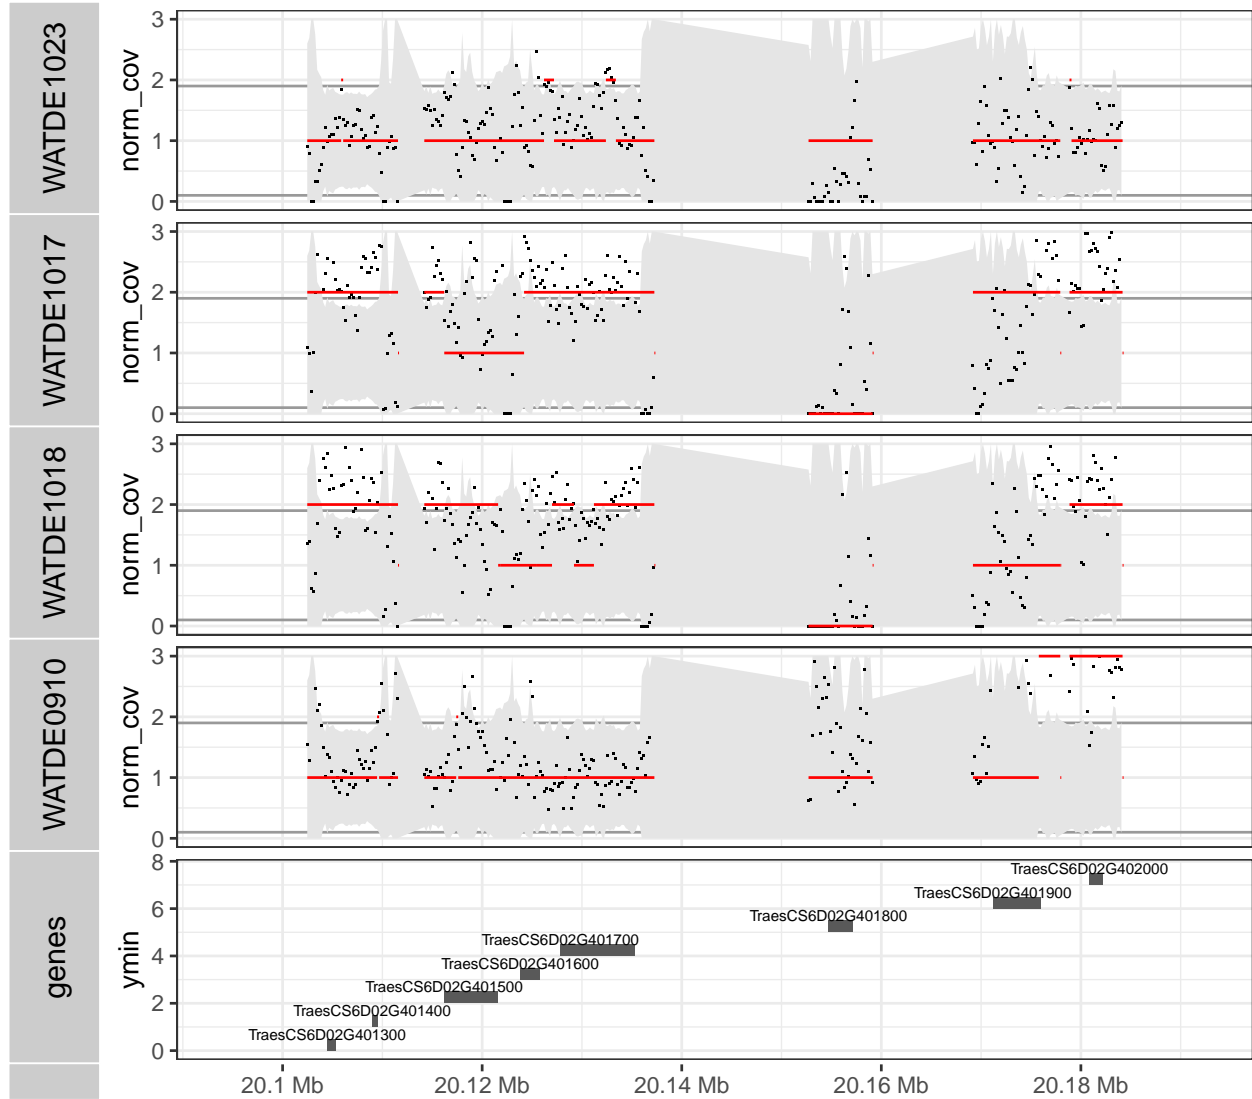 WATDE1023
norm_cov
3
2
1
0
WATDE1017
norm_cov
3
2
1
0
WATDE1018
norm_cov
3
2
1
0
WATDE0910
norm_cov
3
2
1
0
genes
ymin
8
6
4
2
0
TraesCS6D02G402000
TraesCS6D02G401900
TraesCS6D02G401800
TraesCS6D02G401700
TraesCS6D02G401600
TraesCS6D02G401500
TraesCS6D02G401400
TraesCS6D02G401300
20.1 Mb 20.12 Mb 20.14 Mb 20.16 Mb 20.18 Mb